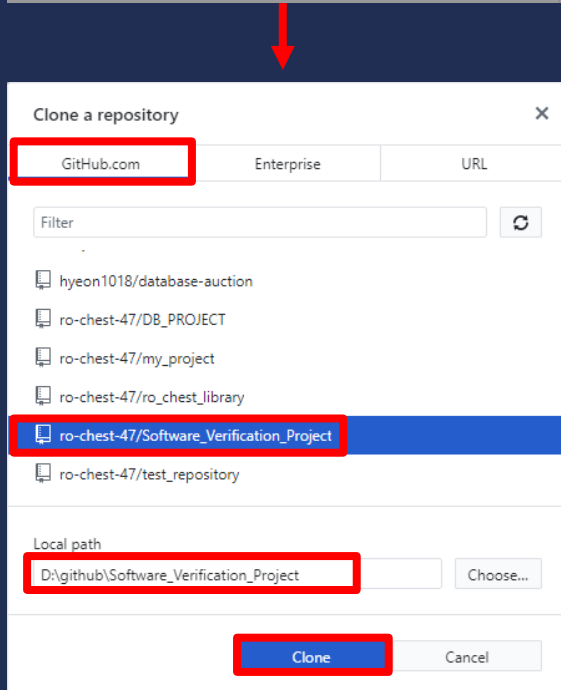 Clone a repository
GitHub.com Enterprise URL
Filter
hyeon1018/database-auction
ro-chest-47/DB_PROJECT
ro-chest-47/my_project
ro-chest-47/ro_chest_library
ro-chest-47/Software_Verification_Project
ro-chest-47/test_repository
Local path
D:\github\Software_Verification_Project Choose...
Clone Cancel